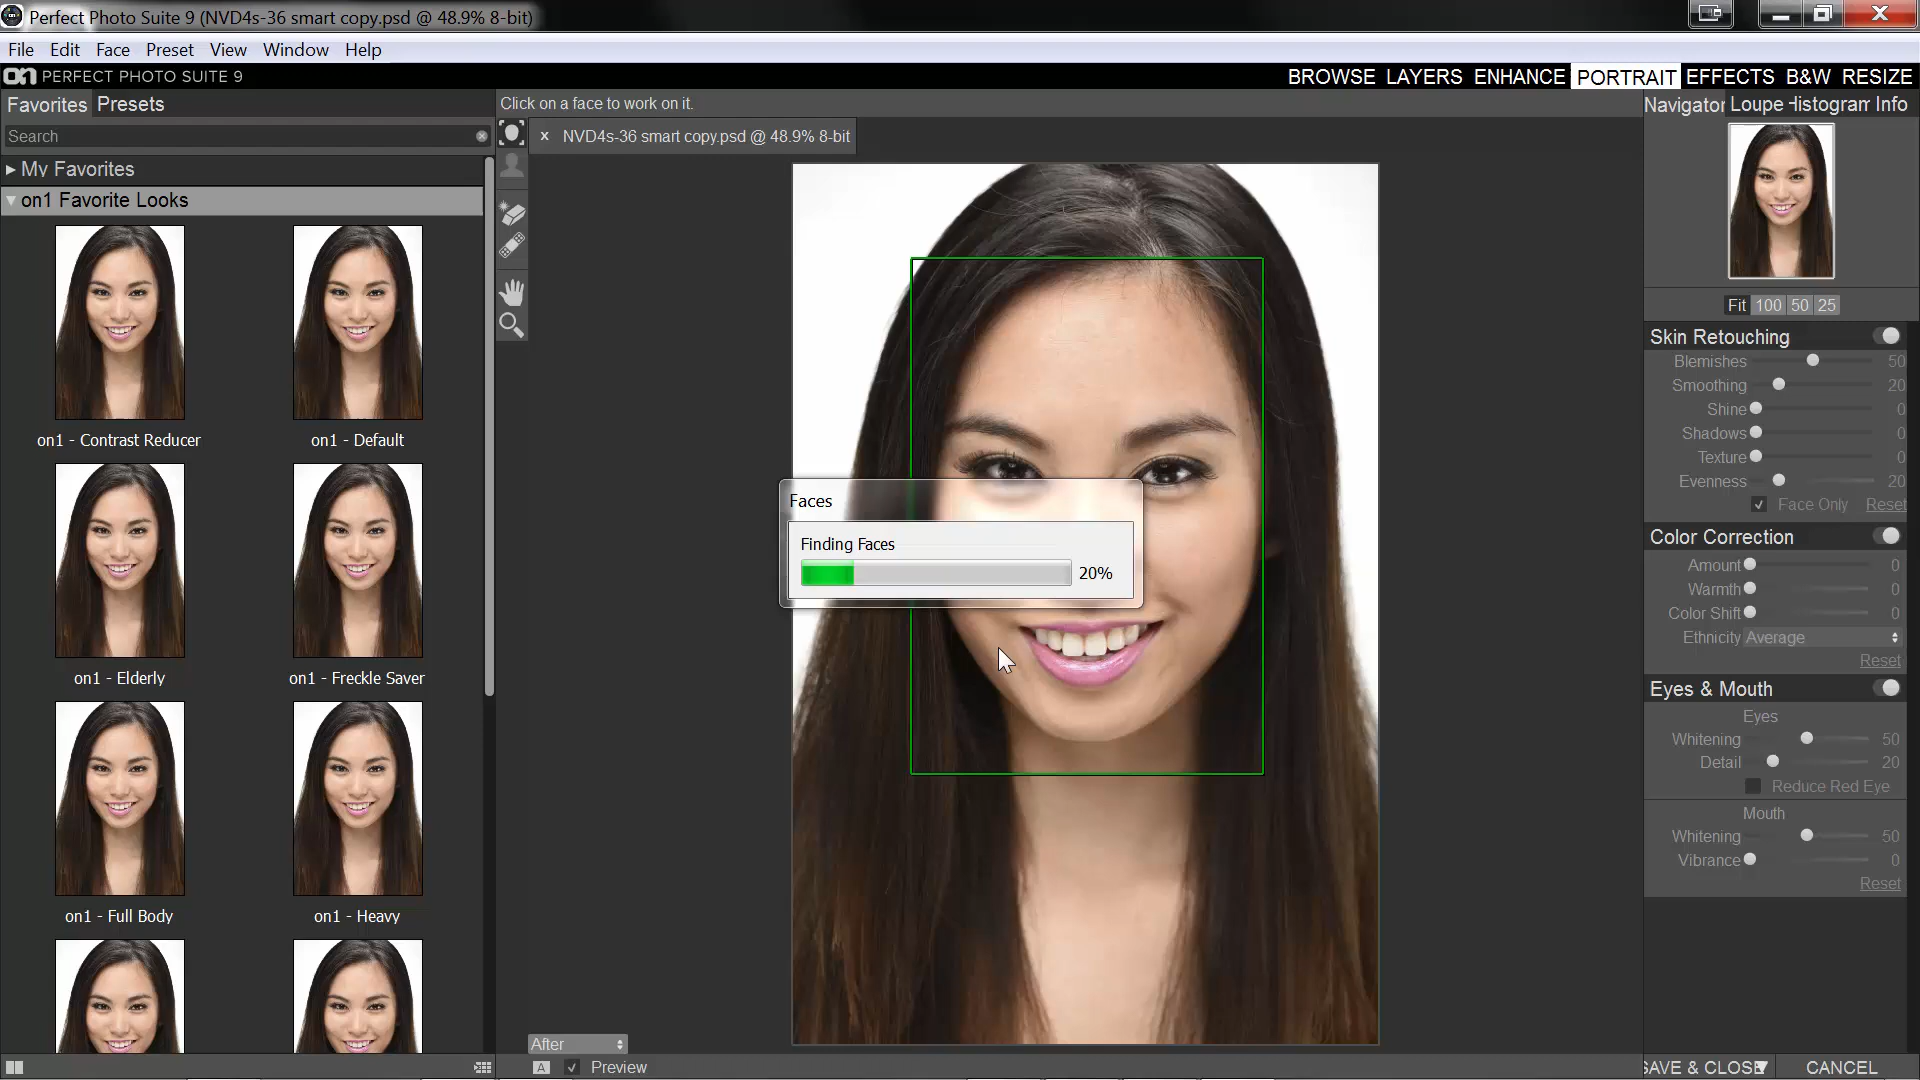 Perfect Photo Suite 9 (NVD4s-36 smart copy.psd @ 48.9% 8-bit)
File Edit Face Preset View Window Help
on PERFECT PHOTO SUITE 9
BROWSE LAYERS ENHANCE PORTRAIT EFFECTS B&W RESIZE
Favorites Presets
Click on a face to work on it.
Navigator Loupe Histogram Info
Search
x NVD4s-36 smart copy.psd @ 48.9% 8-bit
My Favorites
on1 Favorite Looks
Fit 100 50 25
Skin Retouching
Blemishes 50
Smoothing 20
Shine 0
Shadows 0
Texture 0
Evenness 20
Face Only Reset
Color Correction
Amount 0
Warmth 0
Color Shift 0
Ethnicity Average
Reset
Eyes & Mouth
Eyes
Whitening 50
Detail 20
Reduce Red Eye
Mouth
Whitening 50
Vibrance 0
Reset
on1 - Contrast Reducer
on1 - Default
on1 - Elderly
on1 - Freckle Saver
on1 - Full Body
on1 - Heavy
Faces
Finding Faces
20%
After
A Preview
SAVE & CLOSE CANCEL